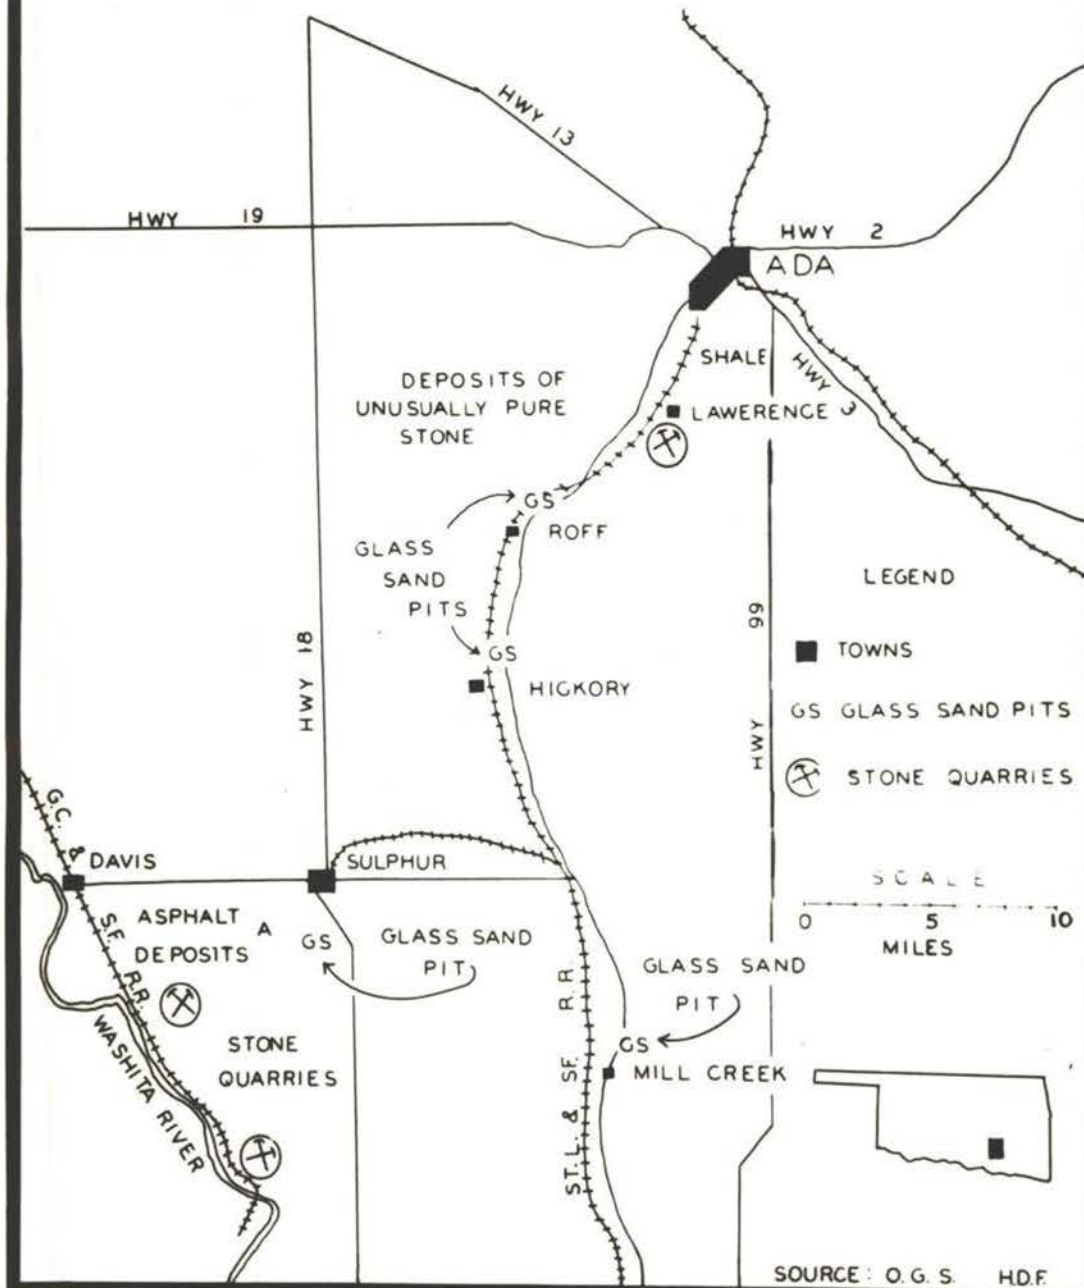 HWY 13
HWY 19
HWY 2
ADA
SHALE
HWY 3
DEPOSITS OF
UNUSUALLY PURE
STONE
LAWERENCE
GS
ROFF
GLASS
SAND
PITS
GS
HICKORY
HWY 18
HWY 99
LEGEND
TOWNS
GS GLASS SAND PITS
STONE QUARRIES
SCALE
0 5 10
MILES
G.C. & S.F. R.R.
DAVIS
SULPHUR
ASPHALT A
DEPOSITS
GS
GLASS SAND
PIT
GLASS SAND
PIT
GS
MILL CREEK
STONE
QUARRIES
WASHITA RIVER
ST. L. & SF. R.R.
SOURCE: O.G.S. H.D.F.